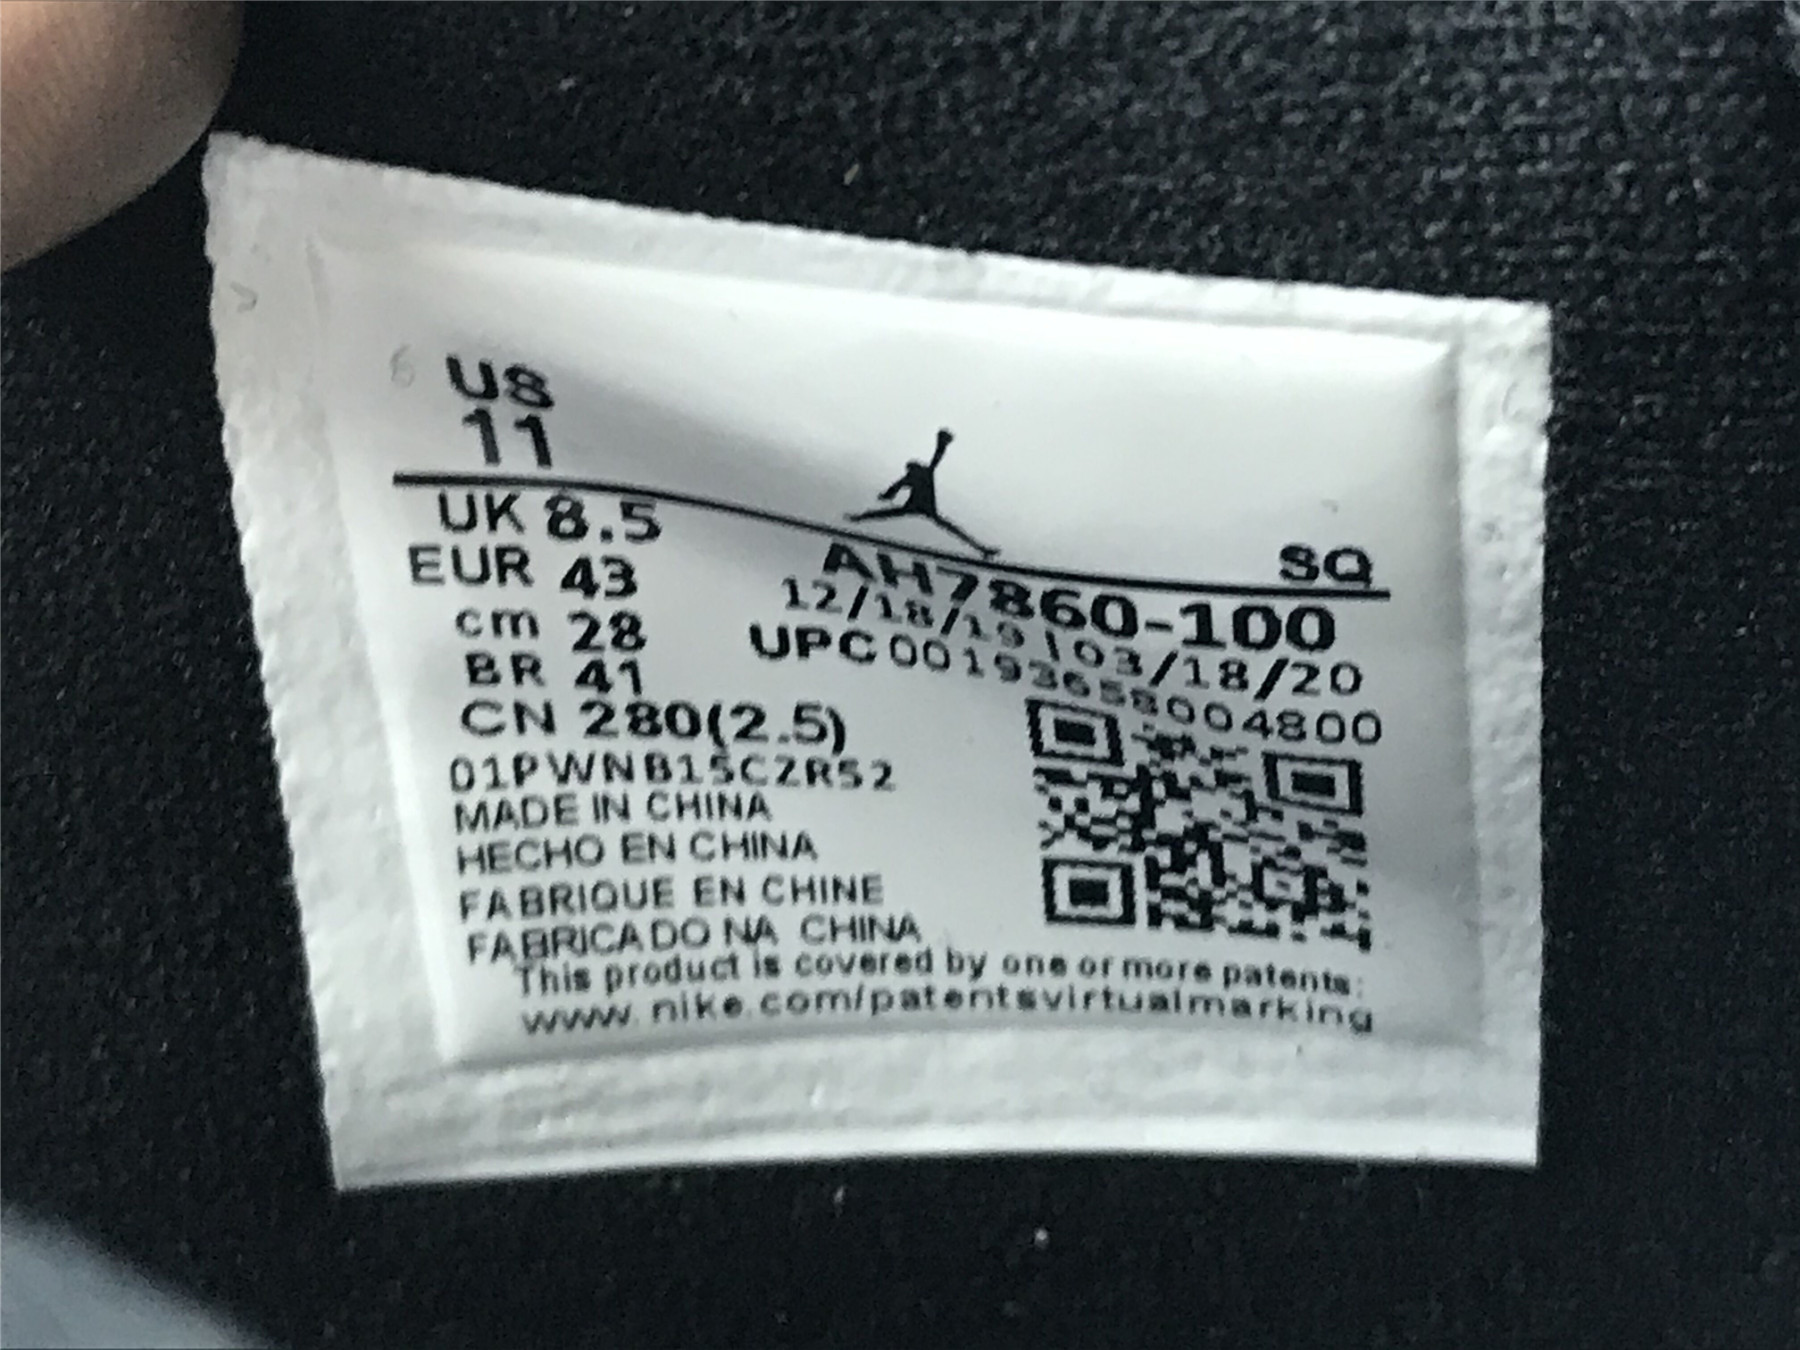 US
11
UK 8.5
EUR 43
cm 28
BR 41
CN 280(2.5)
SQ
AH7860-100
12/18/19 \03/18/20
UPC00193658004800
01PWNB15CZR52
MADE IN CHINA
HECHO EN CHINA
FABRIQUE EN CHINE
FABRICADO NA CHINA
This product is covered by one or more patents:
www.nike.com/patentsvirtualmarking